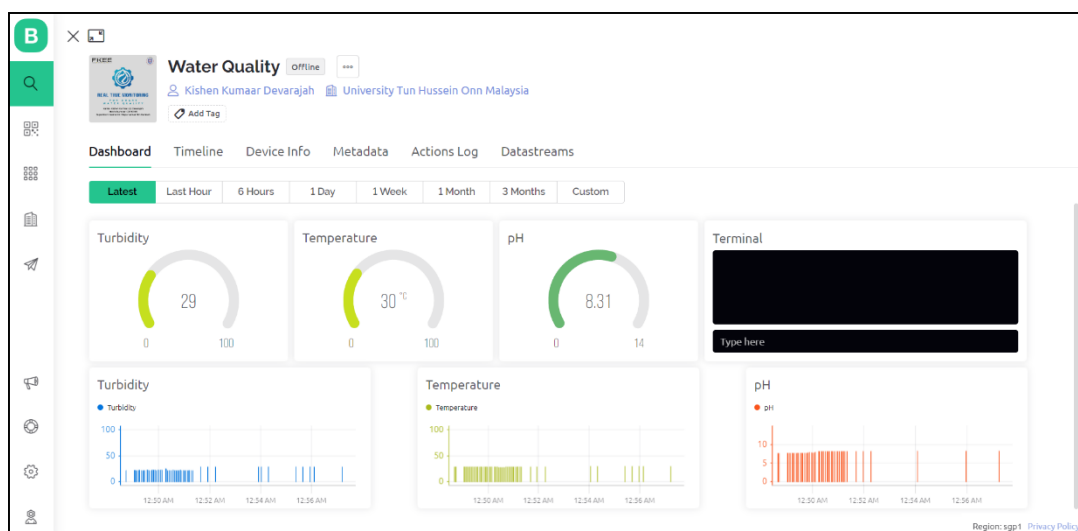 B
PHEE
REAL TIME MONITORING
Water Quality Offline
Kishen Kumaar Devarajah University Tun Hussein Onn Malaysia
Add Tag
Dashboard Timeline Device Info Metadata Actions Log Datastreams
Latest Last Hour 6 Hours 1 Day 1 Week 1 Month 3 Months Custom
Turbidity Temperature pH Terminal
29 30 °C 8.31
0 100 0 100 0 14 Type here
Turbidity Temperature pH
Turbidity Temperature pH
100 100 10
50 50 5
0 0 0
12:50 AM 12:52 AM 12:54 AM 12:56 AM 12:50 AM 12:52 AM 12:54 AM 12:56 AM 12:50 AM 12:52 AM 12:54 AM 12:56 AM
Region: sgp1 Privacy Policy